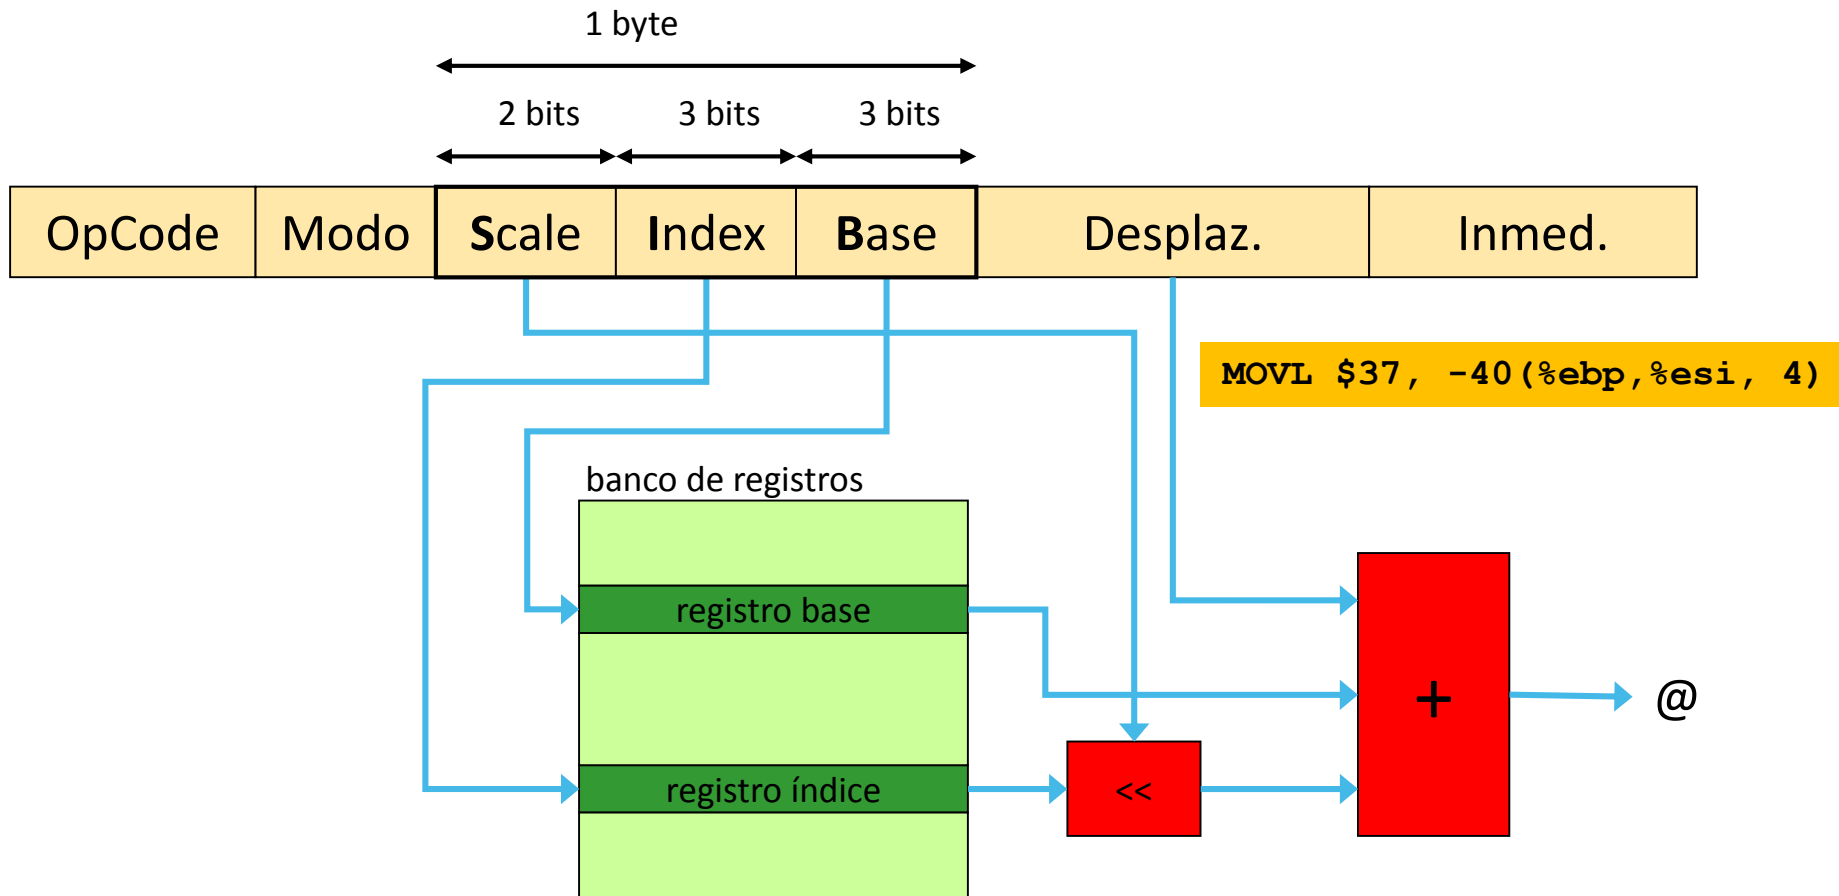 1 byte
2 bits 3 bits 3 bits
OpCode Modo Scale Index Base Desplaz. Inmed.
MOVL $37, -40(%ebp,%esi, 4)
banco de registros
registro base
+
@
registro índice
<<